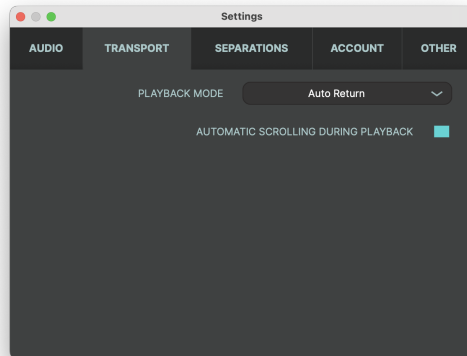 Settings
AUDIO TRANSPORT SEPARATIONS ACCOUNT OTHER
PLAYBACK MODE Auto Return
AUTOMATIC SCROLLING DURING PLAYBACK